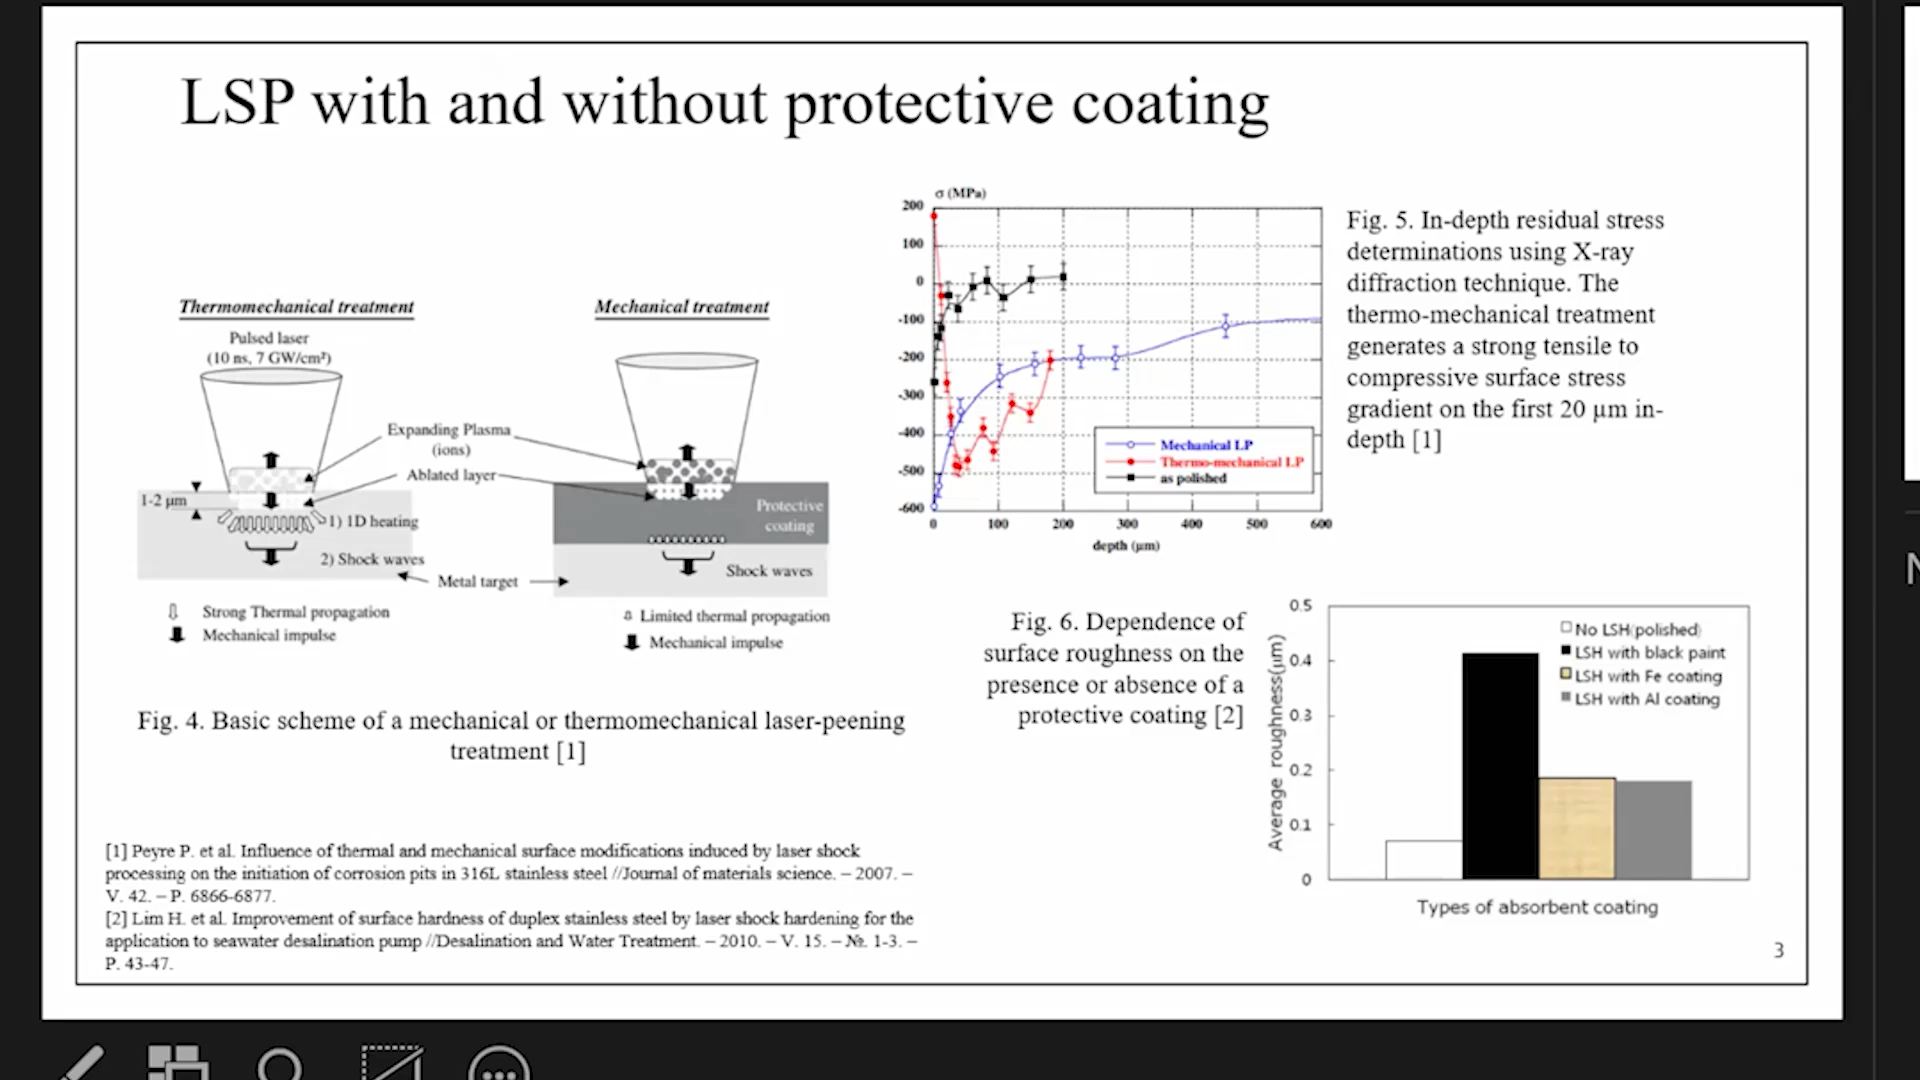 LSP with and without protective coating
Thermomechanical treatment
Pulsed laser
(10 ns, 7 GW/cm²)
Mechanical treatment
Expanding Plasma
(ions)
Ablated layer
1-2 μm
1) 1D heating
2) Shock waves
Metal target
Protective
coating
Shock waves
Strong Thermal propagation
Mechanical impulse
Limited thermal propagation
Mechanical impulse
Fig. 4. Basic scheme of a mechanical or thermomechanical laser-peening
treatment [1]
σ (MPa)
200
100
0
-100
-200
-300
-400
-500
-600
0 100 200 300 400 500 600
depth (μm)
Mechanical LP
Thermo-mechanical LP
as polished
Fig. 5. In-depth residual stress
determinations using X-ray
diffraction technique. The
thermo-mechanical treatment
generates a strong tensile to
compressive surface stress
gradient on the first 20 μm in-
depth [1]
Fig. 6. Dependence of
surface roughness on the
presence or absence of a
protective coating [2]
Average roughness(μm)
0.5
0.4
0.3
0.2
0.1
0
No LSH(polished)
LSH with black paint
LSH with Fe coating
LSH with Al coating
Types of absorbent coating
[1] Peyre P. et al. Influence of thermal and mechanical surface modifications induced by laser shock
processing on the initiation of corrosion pits in 316L stainless steel //Journal of materials science. – 2007. –
V. 42. – P. 6866-6877.
[2] Lim H. et al. Improvement of surface hardness of duplex stainless steel by laser shock hardening for the
application to seawater desalination pump //Desalination and Water Treatment. – 2010. – V. 15. – №. 1-3. –
P. 43-47.
3